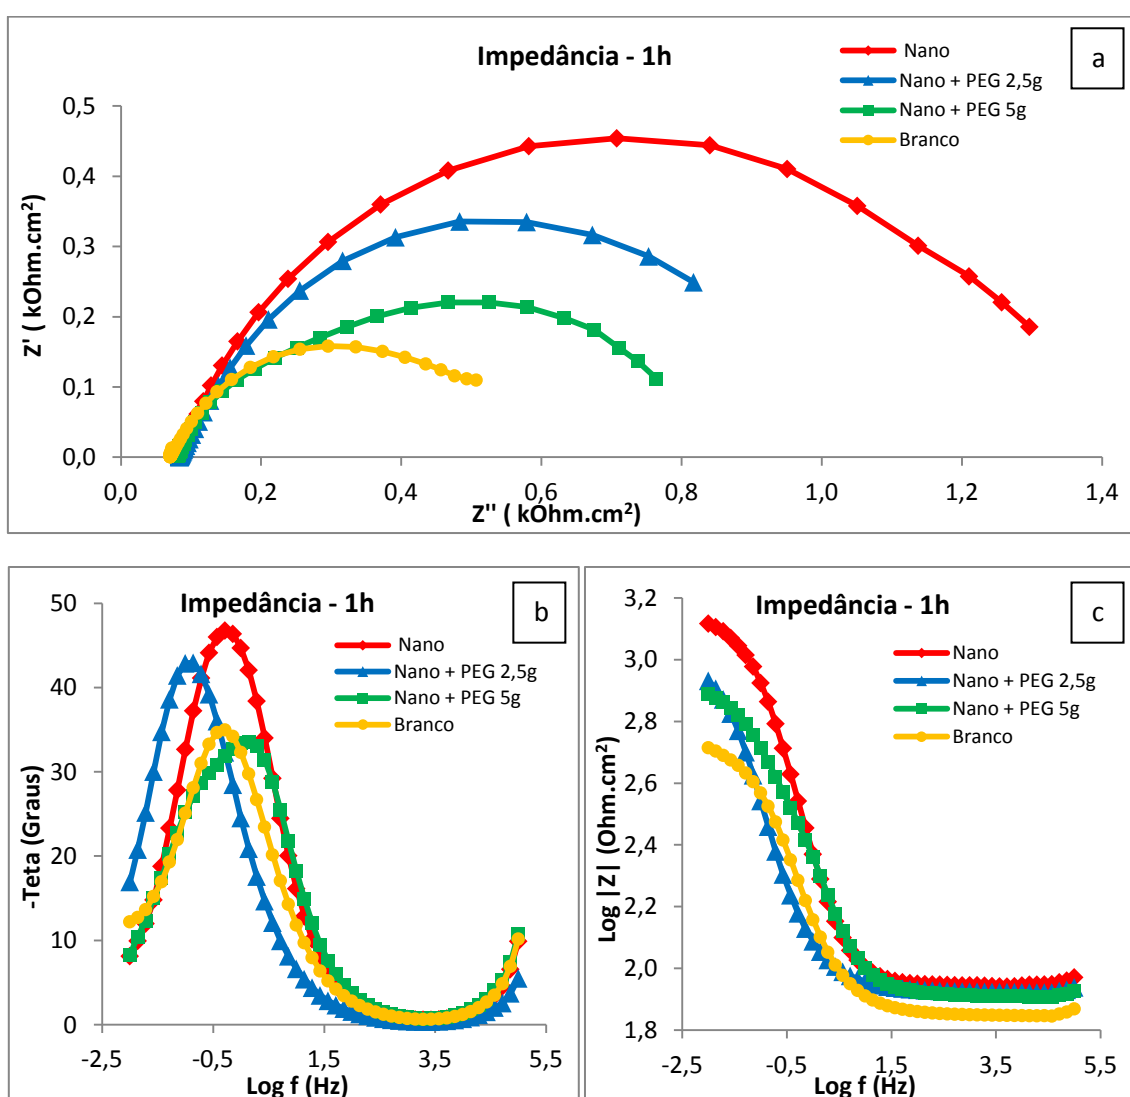 Impedância - 1h
a
Nano
Nano + PEG 2,5g
Nano + PEG 5g
Branco
Z' ( kOhm.cm²)
0,5
0,4
0,3
0,2
0,1
0,0
0,0 0,2 0,4 0,6 0,8 1,0 1,2 1,4
Z'' ( kOhm.cm²)
Impedância - 1h
b
Nano
Nano + PEG 2,5g
Nano + PEG 5g
Branco
-Teta (Graus)
50
40
30
20
10
0
-2,5 -0,5 1,5 3,5 5,5
Log f (Hz)
Impedância - 1h
c
Nano
Nano + PEG 2,5g
Nano + PEG 5g
Branco
Log |Z| (Ohm.cm²)
3,2
3,0
2,8
2,6
2,4
2,2
2,0
1,8
-2,5 -0,5 1,5 3,5 5,5
Log f (Hz)